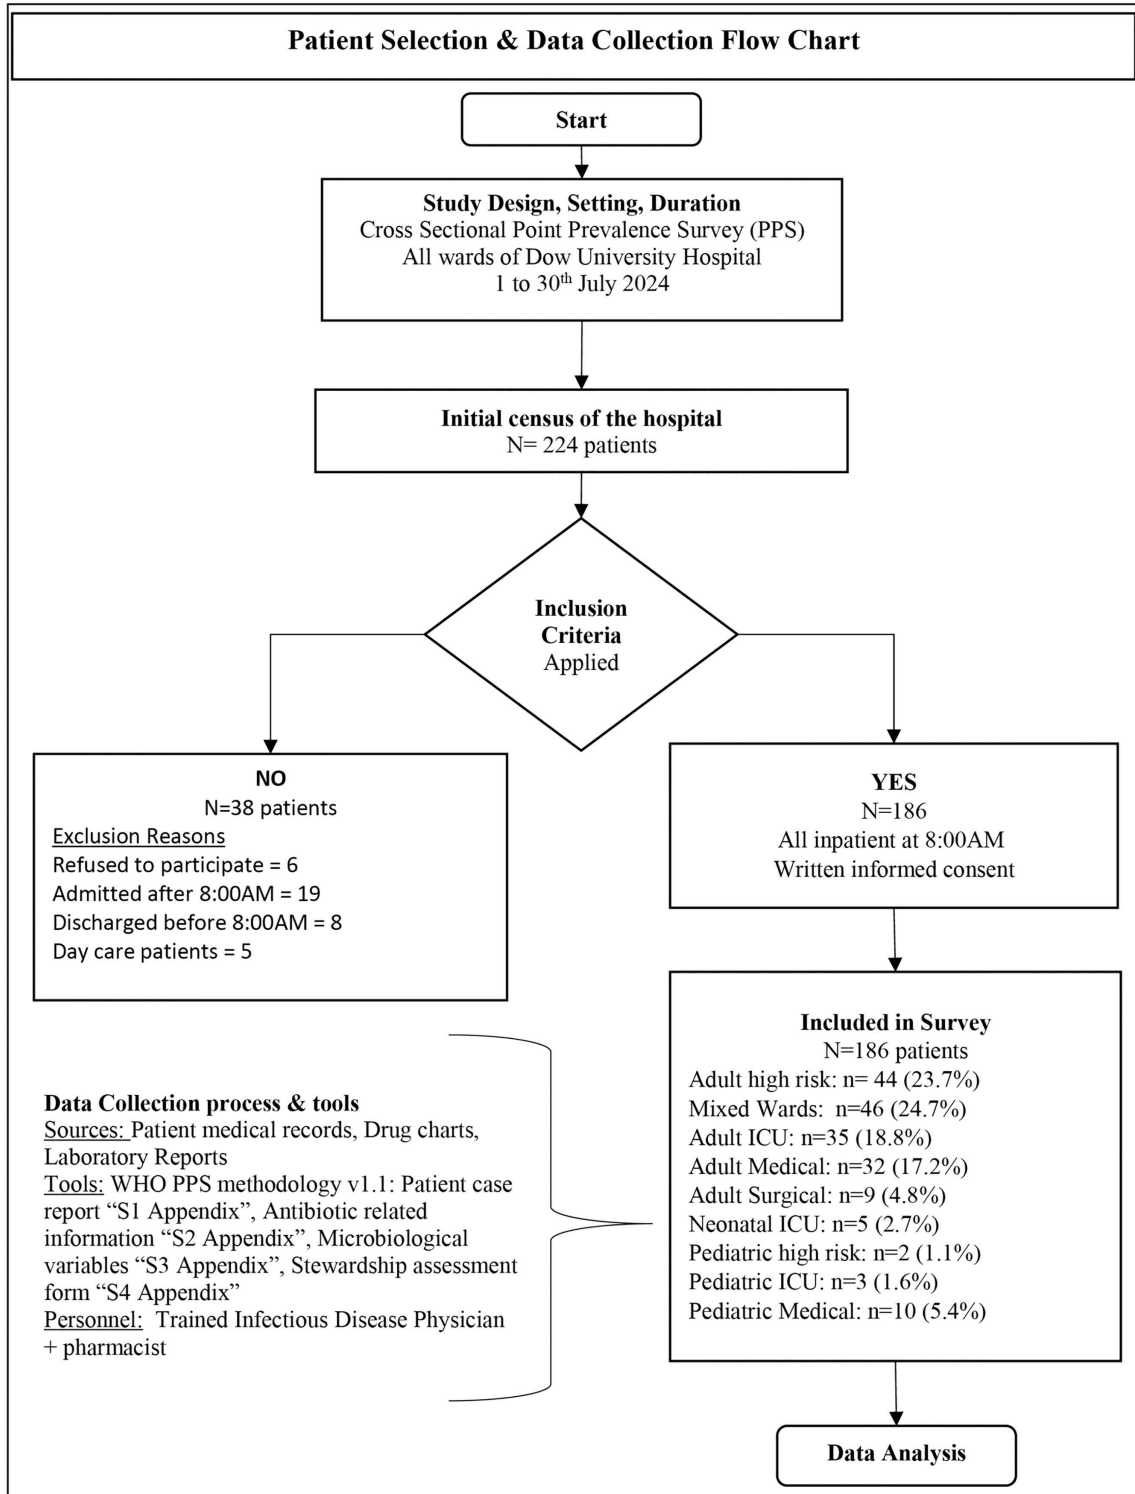 Patient Selection & Data Collection Flow Chart
Start
Study Design, Setting, Duration
Cross Sectional Point Prevalence Survey (PPS)
All wards of Dow University Hospital
1 to 30th July 2024
Initial census of the hospital
N= 224 patients
Inclusion
Criteria
Applied
NO
N=38 patients
Exclusion Reasons
Refused to participate = 6
Admitted after 8:00AM = 19
Discharged before 8:00AM = 8
Day care patients = 5
YES
N=186
All inpatient at 8:00AM
Written informed consent
Included in Survey
N=186 patients
Adult high risk: n= 44 (23.7%)
Mixed Wards:  n=46 (24.7%)
Adult ICU: n=35 (18.8%)
Adult Medical: n=32 (17.2%)
Adult Surgical: n=9 (4.8%)
Neonatal ICU: n=5 (2.7%)
Pediatric high risk: n=2 (1.1%)
Pediatric ICU: n=3 (1.6%)
Pediatric Medical: n=10 (5.4%)
Data Collection process & tools
Sources: Patient medical records, Drug charts,
Laboratory Reports
Tools: WHO PPS methodology v1.1: Patient case
report “S1 Appendix”, Antibiotic related
information “S2 Appendix”, Microbiological
variables “S3 Appendix”, Stewardship assessment
form “S4 Appendix”
Personnel:  Trained Infectious Disease Physician
+ pharmacist
Data Analysis